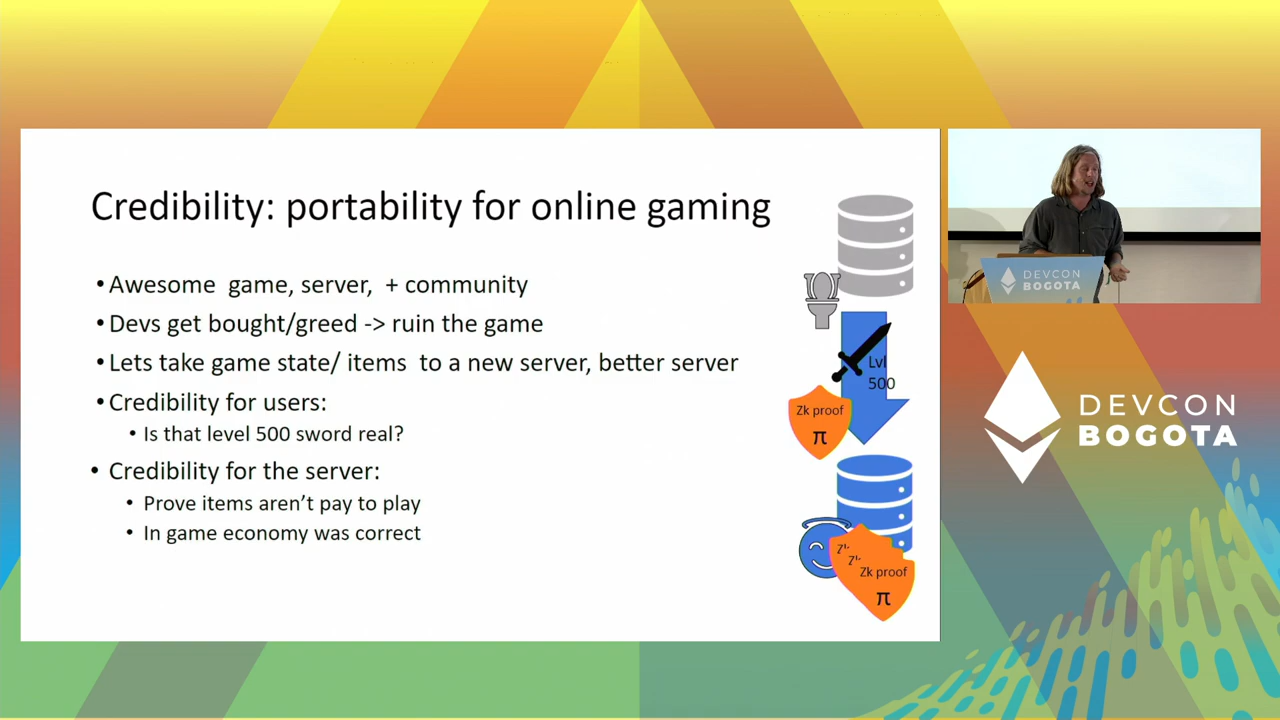 Credibility: portability for online gaming
• Awesome game, server, + community
• Devs get bought/greed -> ruin the game
• Lets take game state/ items to a new server, better server
• Credibility for users:
• Is that level 500 sword real?
• Credibility for the server:
• Prove items aren't pay to play
• In game economy was correct
Lvl
500
Zk proof
π
Zk proof
π
DEVCON
BOGOTA
DEVCON
BOGOTA